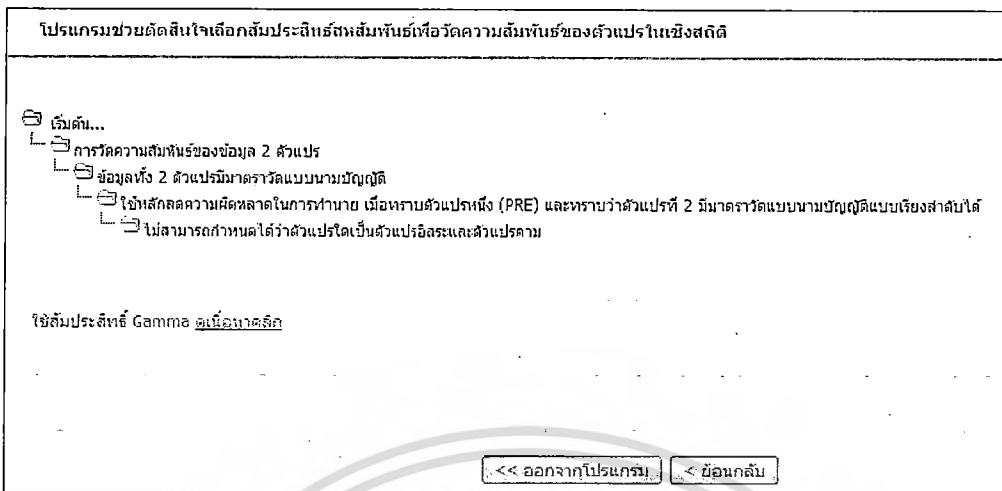 โปรแกรมช่วยตัดสินใจเลือกสัมประสิทธ์สหสัมพันธ์เพื่อวัดความสัมพันธ์ของตัวแปรในเชิงสถิติ
เริ่มต้น...
การวัดความสัมพันธ์ของข้อมูล 2 ตัวแปร
ข้อมูลทั้ง 2 ตัวแปรมีมาตราวัดแบบนามบัญญัติ
ใช้หลักลดความผิดพลาดในการทำนาย เมื่อทราบตัวแปรหนึ่ง (PRE) และทราบว่าตัวแปรที่ 2 มีมาตราวัดแบบนามบัญญัติแบบเรียงลำดับได้
ไม่สามารถกำหนดได้ว่าตัวแปรใดเป็นตัวแปรอิสระและตัวแปรตาม
ใช้สัมประสิทธิ์ Gamma ดูเนื้อหาคลิก
<< ออกจากโปรแกรม
< ย้อนกลับ